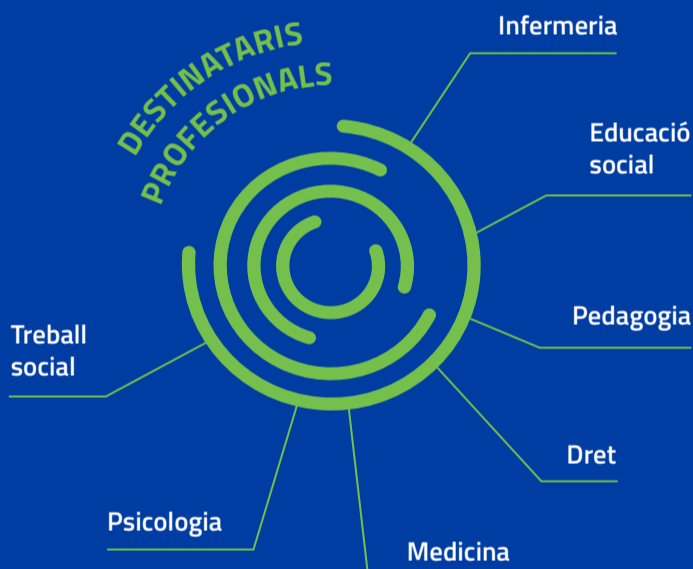 DESTINATARIS
PROFESIONALS
Infermeria
Educació
social
Pedagogia
Dret
Medicina
Psicologia
Treball
social